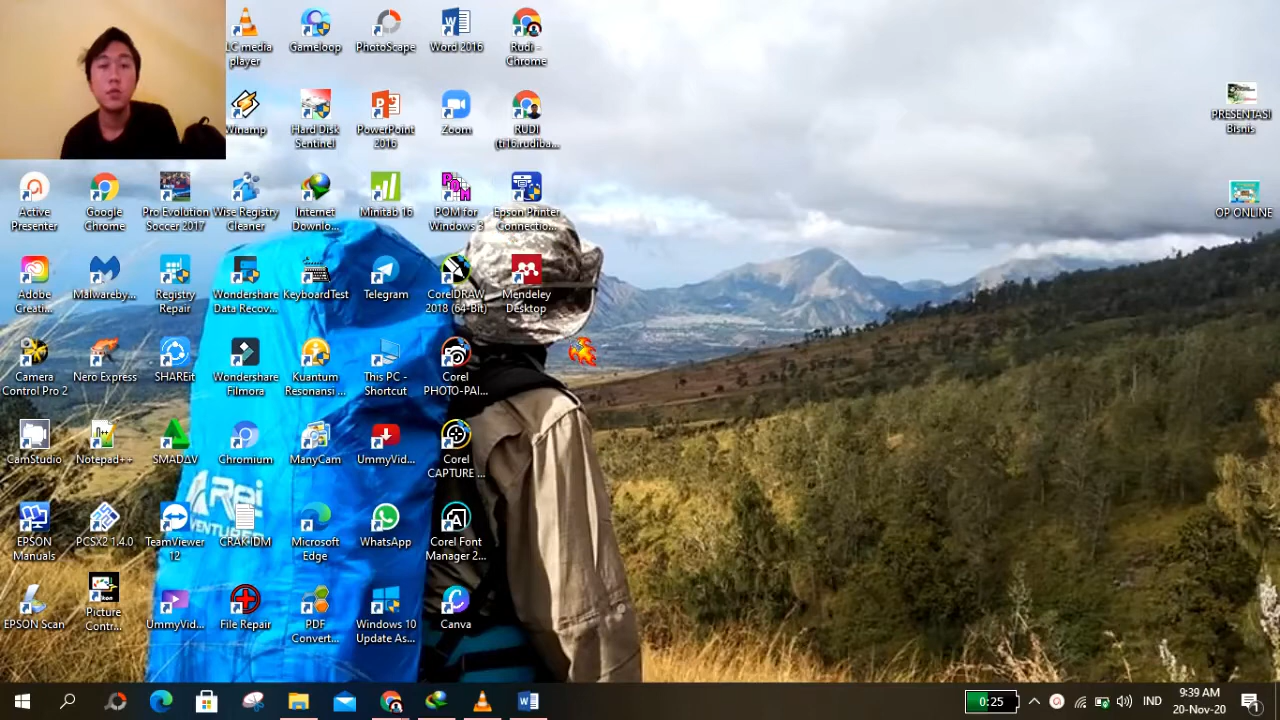 LC media
player
Gameloop
PhotoScape
Word 2016
Rudi -
Chrome
Winamp
Hard Disk
Sentinel
PowerPoint
2016
Zoom
RUDI
(ti16.rudiba...
PRESENTASI
Bisnis
Active
Presenter
Google
Chrome
Pro Evolution
Soccer 2017
Wise Registry
Cleaner
Internet
Downlo...
Minitab 16
POM for
Windows 3
Epson Printer
Connectio...
OP ONLINE
Adobe
Creati...
Malwareby...
Registry
Repair
Wondershare
Data Recov...
KeyboardTest
Telegram
CorelDRAW
2018 (64-Bit)
Mendeley
Desktop
Camera
Control Pro 2
Nero Express
SHAREit
Wondershare
Filmora
Kuantum
Resonansi ...
This PC -
Shortcut
Corel
PHOTO-PAI...
CamStudio
Notepad++
SMADΔV
Chromium
ManyCam
UmmyVid...
Corel
CAPTURE ...
EPSON
Manuals
PCSX2 1.4.0
TeamViewer
12
CRAK IDM
Microsoft
Edge
WhatsApp
Corel Font
Manager 2...
EPSON Scan
Picture
Contr...
UmmyVid...
File Repair
PDF
Convert...
Windows 10
Update As...
Canva
Arei
0:25
IND
9:39 AM
20-Nov-20
1